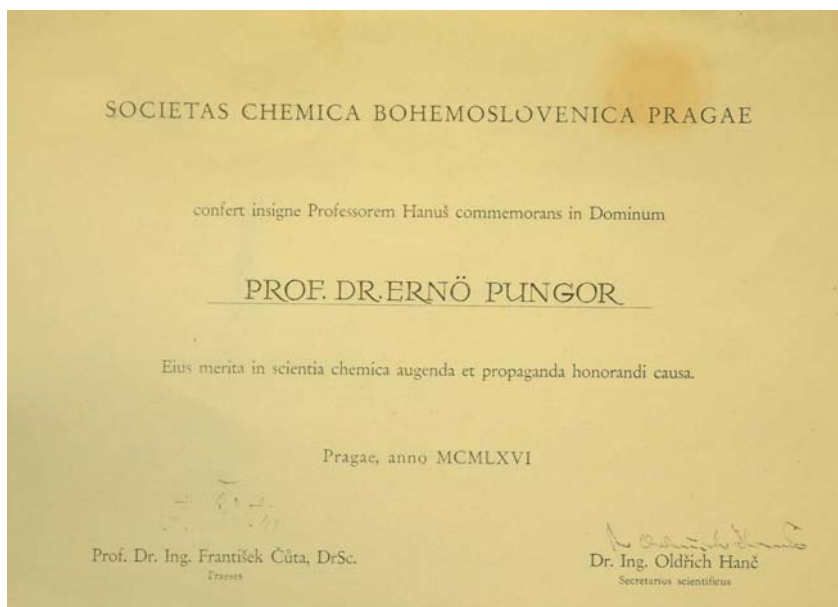 SOCIETAS CHEMICA BOHEMOSLOVENICA PRAGAE
confert insigne Professorem Hanuš commemorans in Dominum
PROF. DR. ERNÖ PUNGOR
Eius merita in scientia chemica augenda et propaganda honorandi causa.
Pragae, anno MCMLXVI
Prof. Dr. Ing. František Čůta, DrSc.
Praeses
Dr. Ing. Oldřich Hanč
Secretarius scientificus